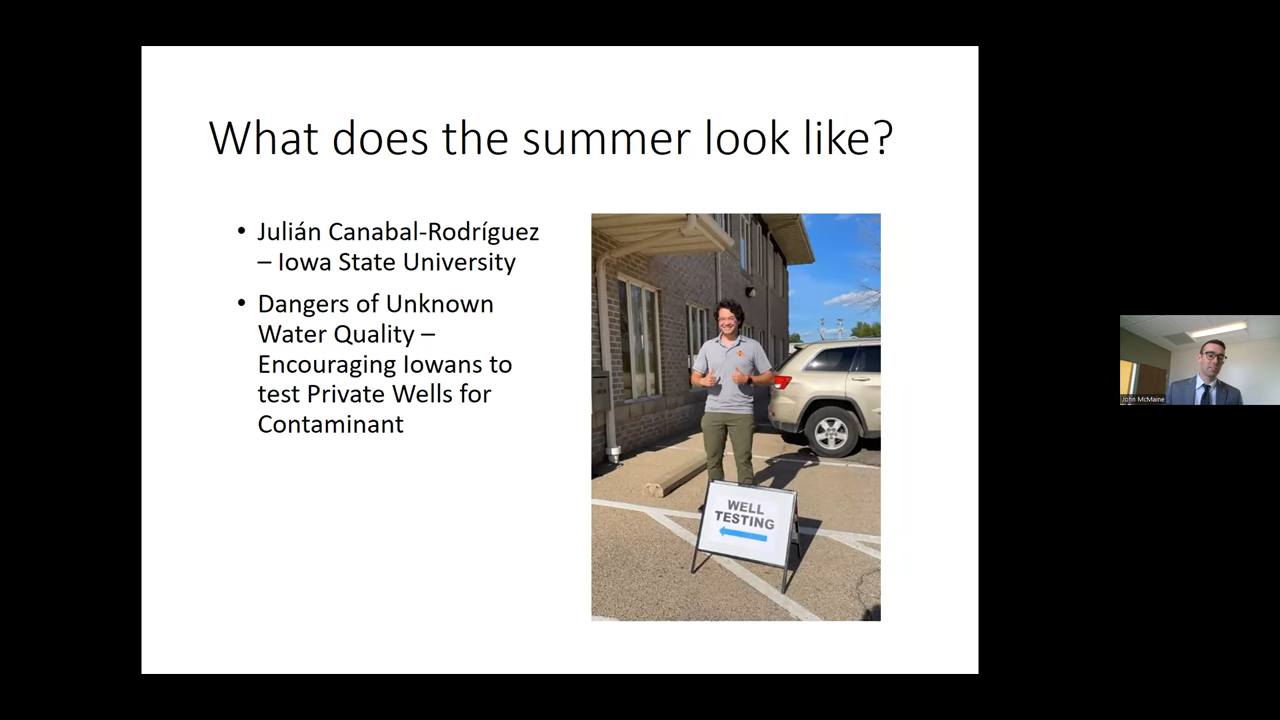 What does the summer look like?
• Julián Canabal-Rodríguez
– Iowa State University
• Dangers of Unknown
Water Quality –
Encouraging Iowans to
test Private Wells for
Contaminant
WELL
TESTING
John McMaine